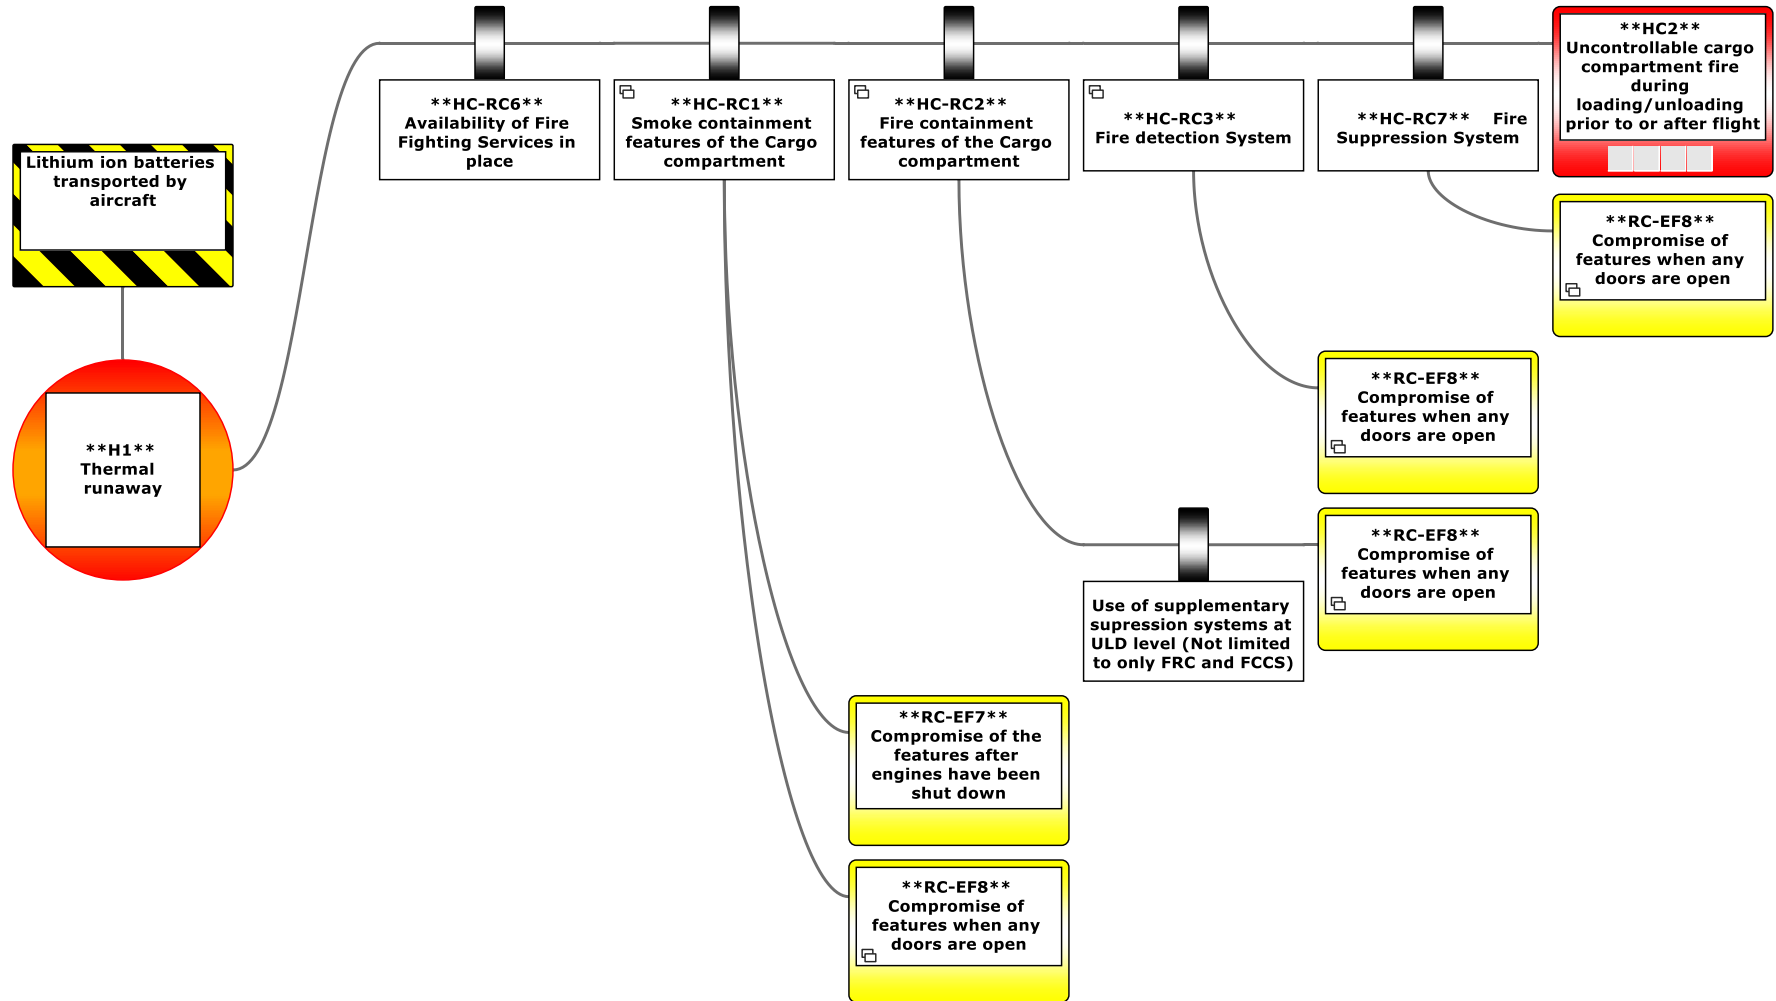 Lithium ion batteries
transported by
aircraft
**H1**
Thermal
runaway
**HC-RC6**
Availability of Fire
Fighting Services in
place
**HC-RC1**
Smoke containment
features of the Cargo
compartment
**HC-RC2**
Fire containment
features of the Cargo
compartment
**HC-RC3**
Fire detection System
**HC-RC7** Fire
Suppression System
**HC2**
Uncontrollable cargo
compartment fire
during
loading/unloading
prior to or after flight
**RC-EF8**
Compromise of
features when any
doors are open
**RC-EF8**
Compromise of
features when any
doors are open
Use of supplementary
supression systems at
ULD level (Not limited
to only FRC and FCCS)
**RC-EF8**
Compromise of
features when any
doors are open
**RC-EF7**
Compromise of the
features after
engines have been
shut down
**RC-EF8**
Compromise of
features when any
doors are open